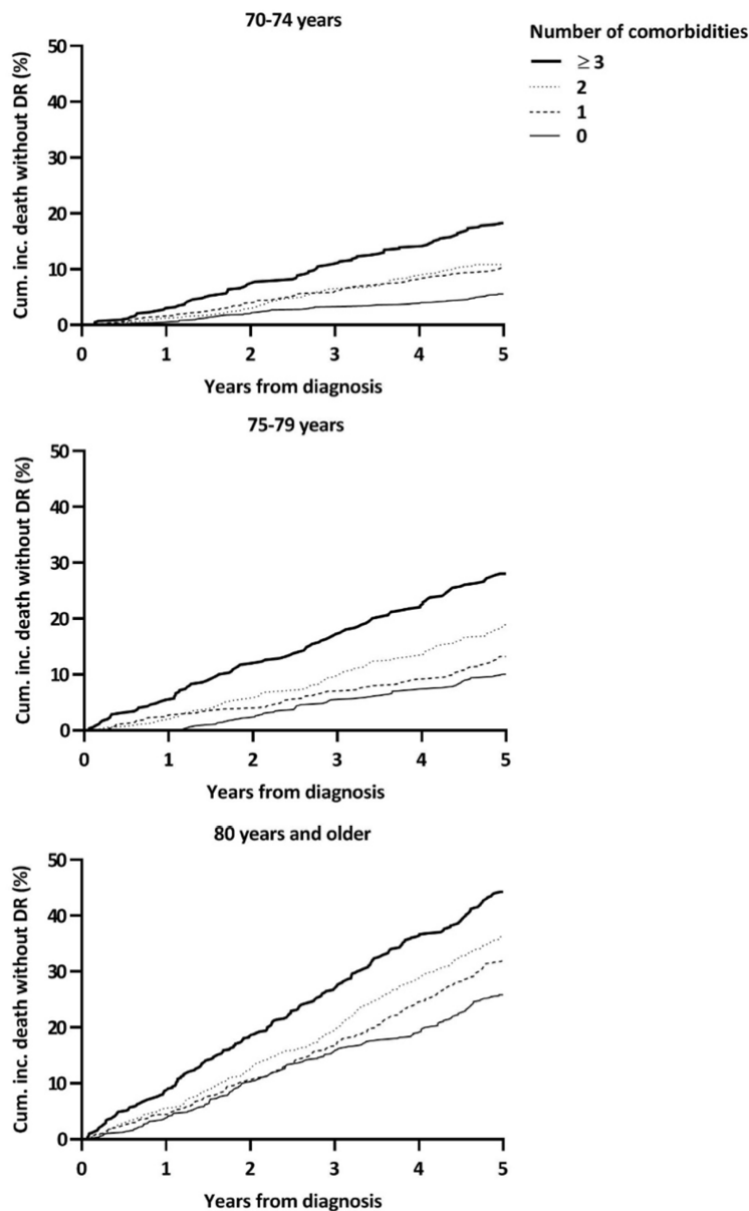 70-74 years
Number of comorbidities
≥ 3
2
1
0
Cum. inc. death without DR (%)
50
40
30
20
10
0
0 1 2 3 4 5
Years from diagnosis
75-79 years
Cum. inc. death without DR (%)
50
40
30
20
10
0
0 1 2 3 4 5
Years from diagnosis
80 years and older
Cum. inc. death without DR (%)
50
40
30
20
10
0
0 1 2 3 4 5
Years from diagnosis